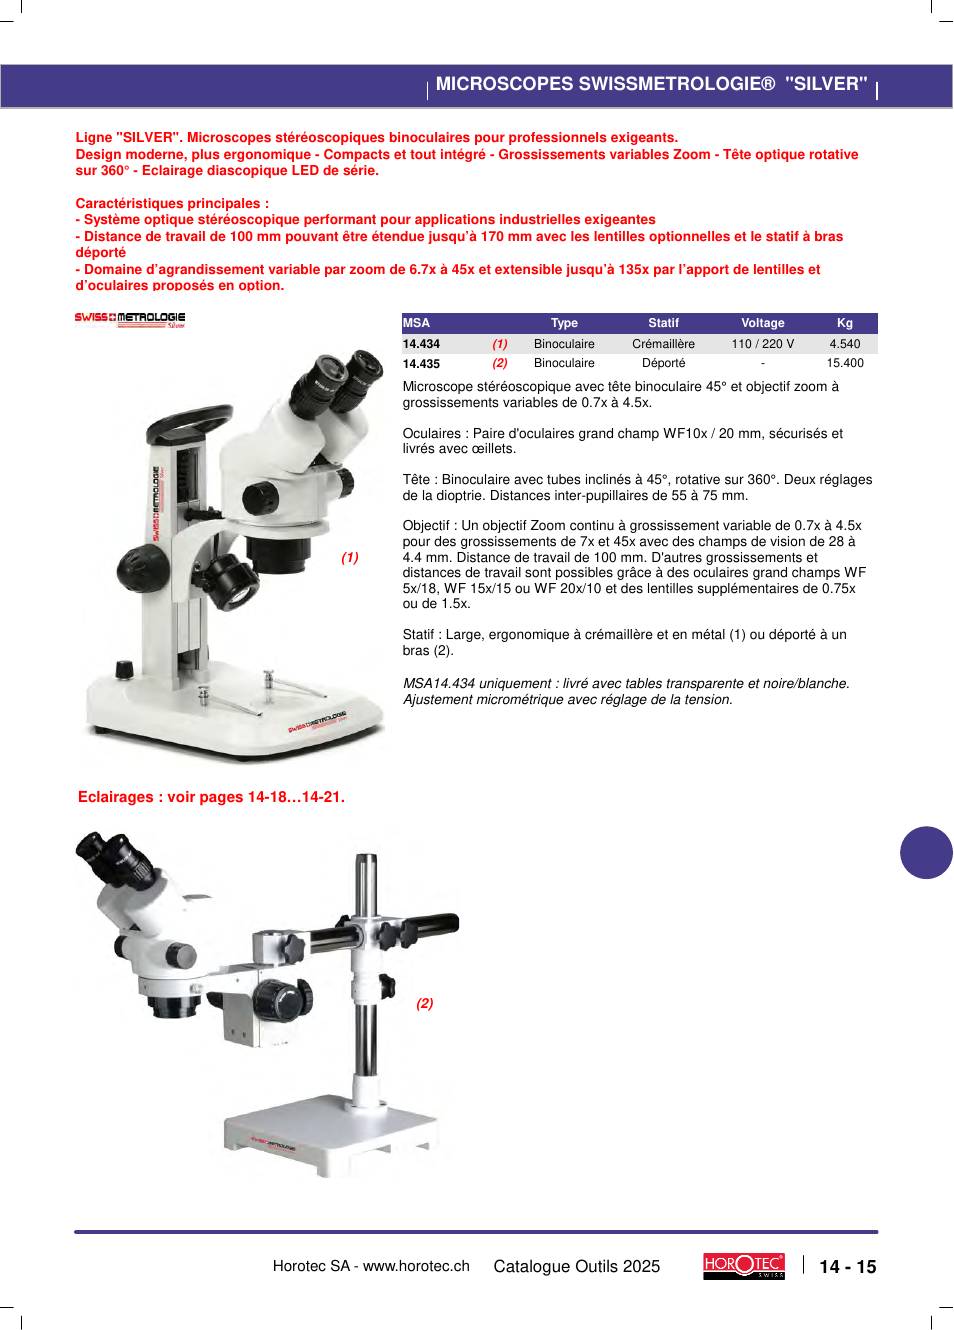 MICROSCOPES SWISSMETROLOGIE® "SILVER"
Ligne "SILVER". Microscopes stéréoscopiques binoculaires pour professionnels exigeants.
Design moderne, plus ergonomique - Compacts et tout intégré - Grossissements variables Zoom - Tête optique rotative
sur 360° - Eclairage diascopique LED de série.
Caractéristiques principales :
- Système optique stéréoscopique performant pour applications industrielles exigeantes
- Distance de travail de 100 mm pouvant être étendue jusqu’à 170 mm avec les lentilles optionnelles et le statif à bras
déporté
- Domaine d’agrandissement variable par zoom de 6.7x à 45x et extensible jusqu’à 135x par l’apport de lentilles et
d’oculaires proposés en option.
SWISS METROLOGIE
Silver
MSA Type Statif Voltage Kg
14.434 (1) Binoculaire Crémaillère 110 / 220 V 4.540
14.435 (2) Binoculaire Déporté - 15.400
Microscope stéréoscopique avec tête binoculaire 45° et objectif zoom à
grossissements variables de 0.7x à 4.5x.
Oculaires : Paire d'oculaires grand champ WF10x / 20 mm, sécurisés et
livrés avec œillets.
Tête : Binoculaire avec tubes inclinés à 45°, rotative sur 360°. Deux réglages
de la dioptrie. Distances inter-pupillaires de 55 à 75 mm.
Objectif : Un objectif Zoom continu à grossissement variable de 0.7x à 4.5x
pour des grossissements de 7x et 45x avec des champs de vision de 28 à
4.4 mm. Distance de travail de 100 mm. D'autres grossissements et
distances de travail sont possibles grâce à des oculaires grand champs WF
5x/18, WF 15x/15 ou WF 20x/10 et des lentilles supplémentaires de 0.75x
ou de 1.5x.
Statif : Large, ergonomique à crémaillère et en métal (1) ou déporté à un
bras (2).
MSA14.434 uniquement : livré avec tables transparente et noire/blanche.
Ajustement micrométrique avec réglage de la tension.
SWISS METROLOGIE
(1)
SWISS METROLOGIE
Eclairages : voir pages 14-18…14-21.
(2)
SWISS METROLOGIE
Horotec SA - www.horotec.ch Catalogue Outils 2025 HOROTEC SWISS 14 - 15